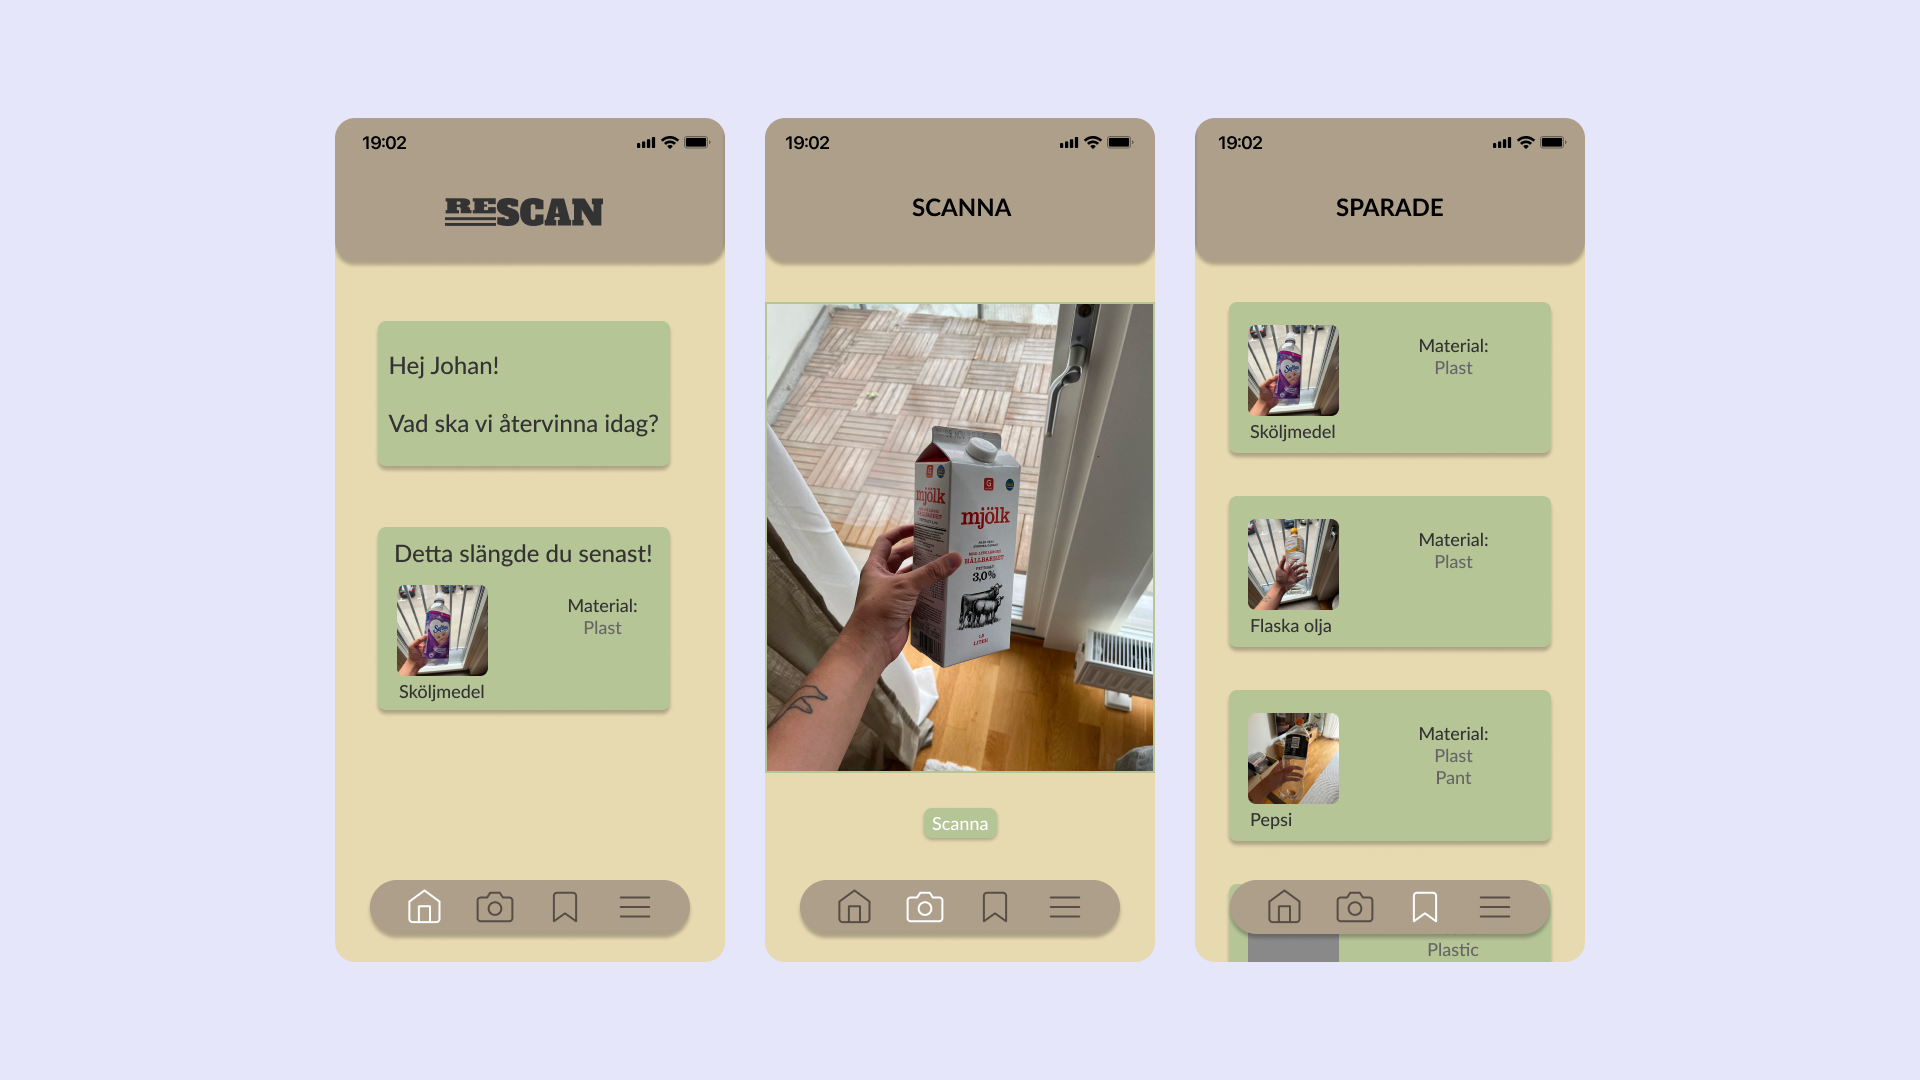 19:02
RESCAN
Hej Johan!
Vad ska vi återvinna idag?
Detta slängde du senast!
Material:
Plast
Sköljmedel
19:02
SCANNA
mjölk
mjölk
HÅLLBARHET
3,0%
LITER
Scanna
19:02
SPARADE
Material:
Plast
Sköljmedel
Material:
Plast
Flaska olja
Material:
Plast
Pant
Pepsi
Plastic